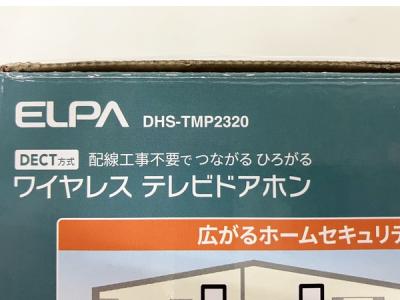 ELPA DHS-TMP2320
DECT方式 配線工事不要で つながる ひろがる
ワイヤレス テレビドアホン
広がるホームセキュリテ